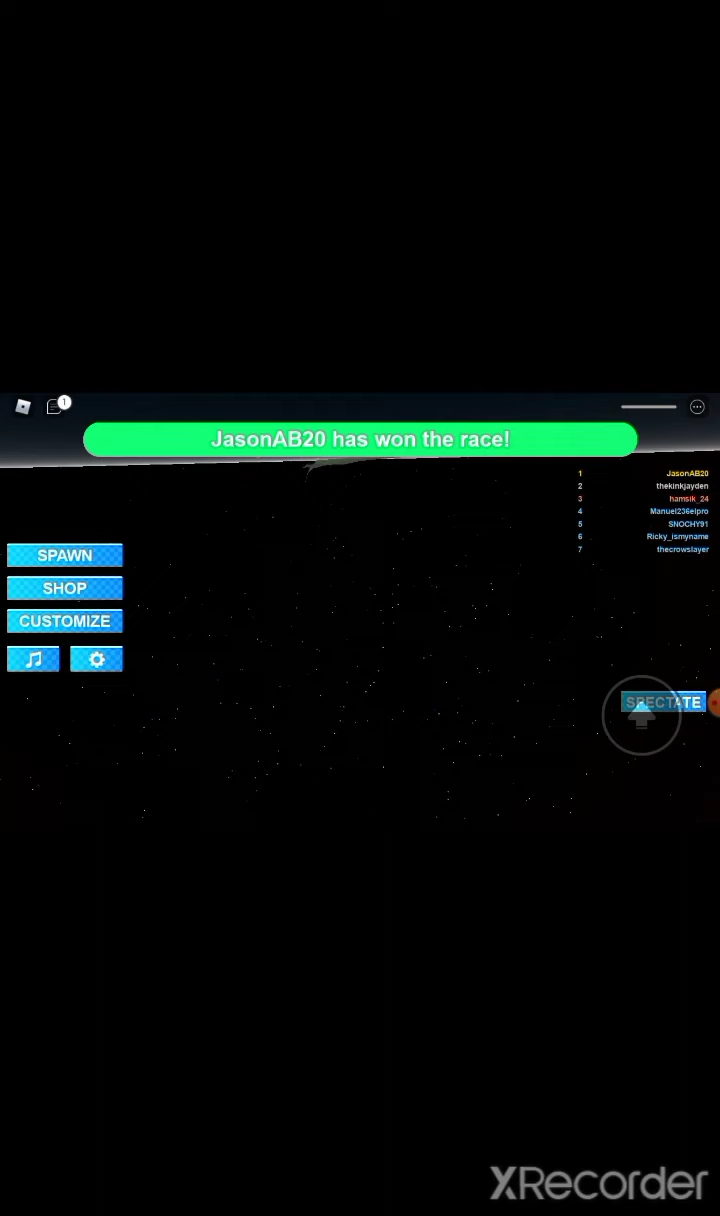 1
JasonAB20 has won the race!
1 JasonAB20
2 thekinkjayden
3 hamsik_24
4 Manuel236elpro
5 SNOCHY91
6 Ricky_ismyname
7 thecrowslayer
SPAWN
SHOP
CUSTOMIZE
SPECTATE
XRecorder